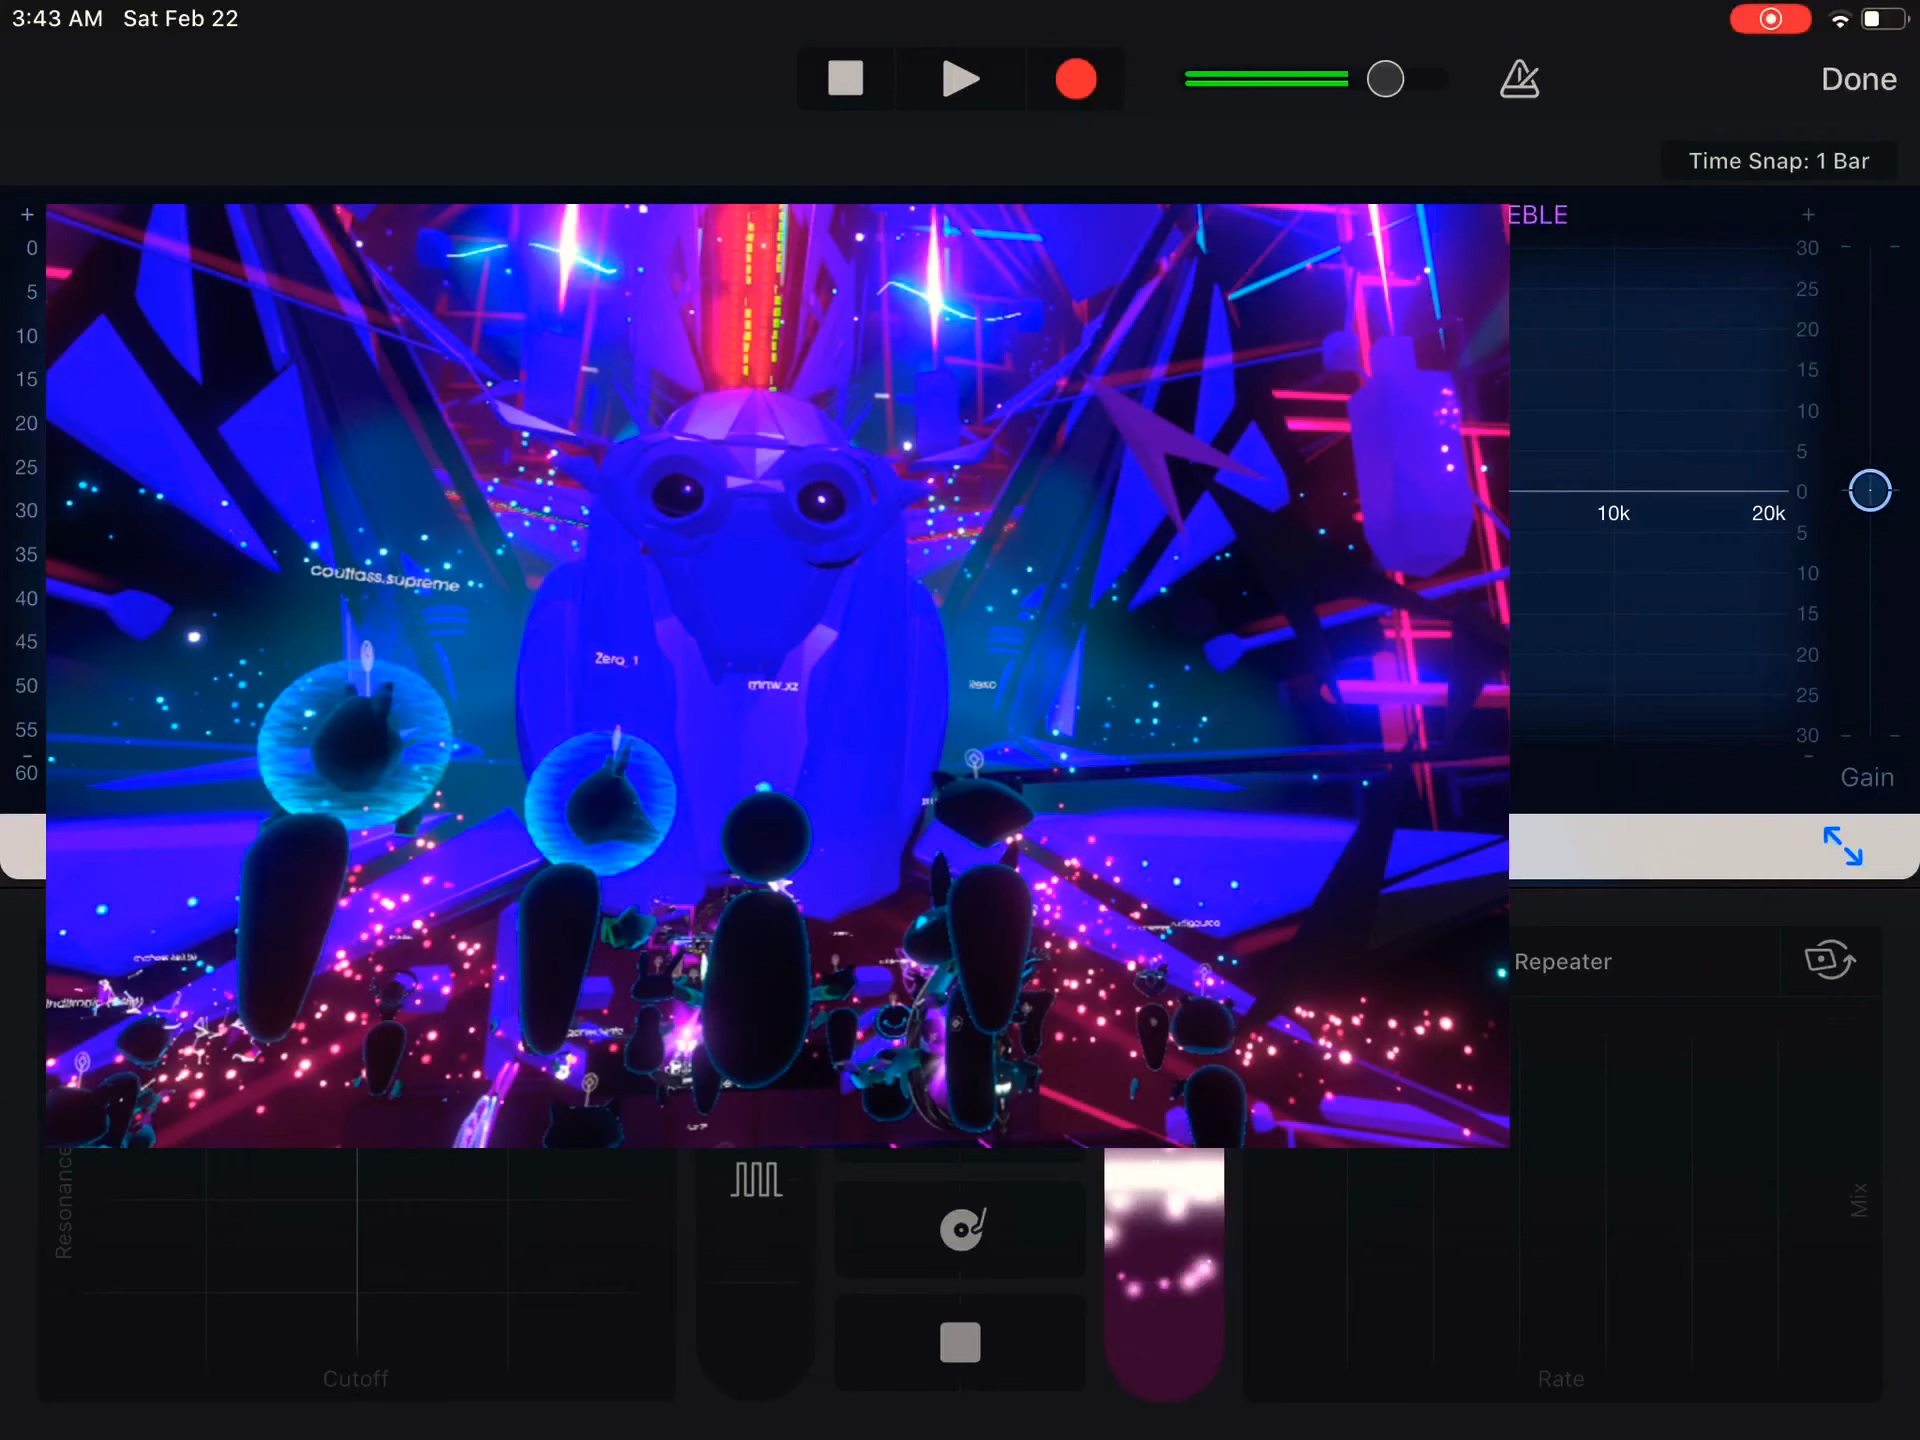 3:43 AM Sat Feb 22
Done
Time Snap: 1 Bar
+
0
5
10
15
20
25
30
35
40
45
50
55
-
60
EBLE
+
30
25
20
15
10
5
0
5
10
15
20
25
30
-
10k 20k
Gain
Zero_1
mnw_xz
Repeater
Resonance
Cutoff
Mix
Rate